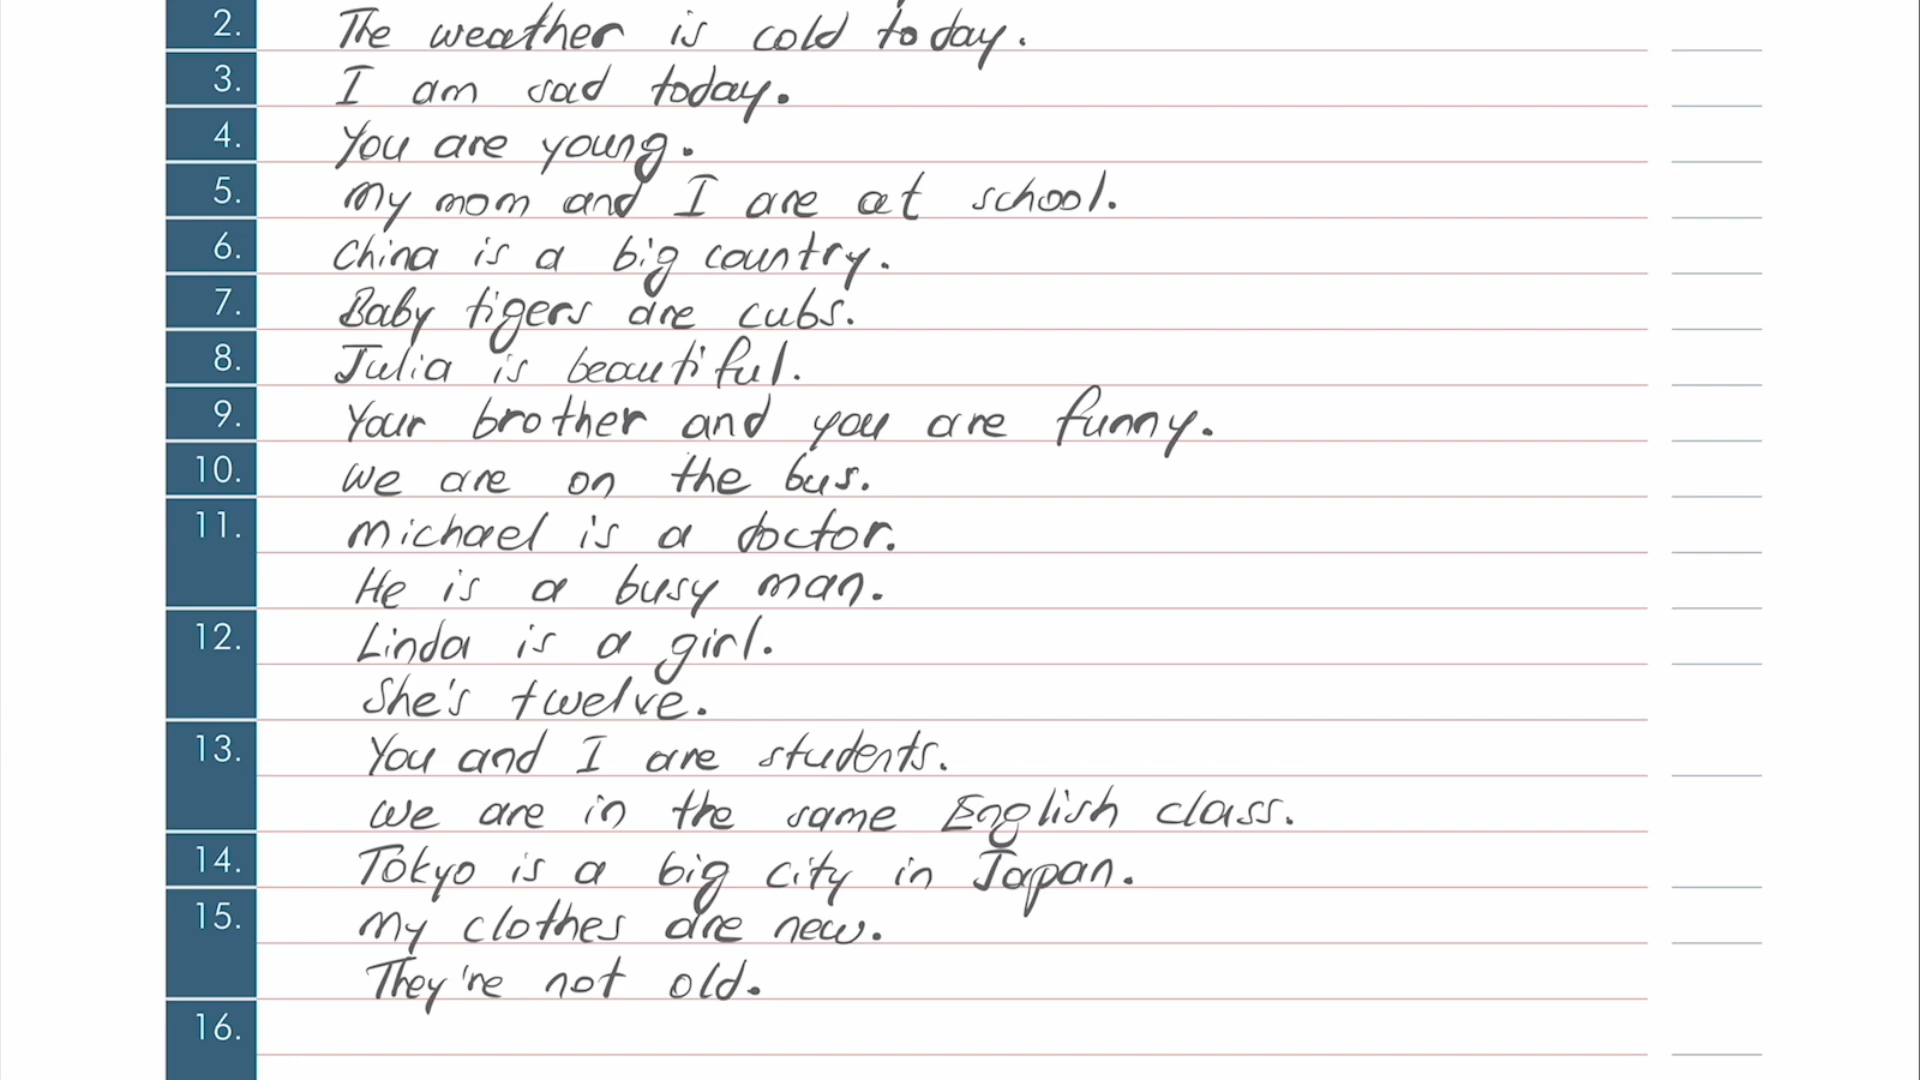 2. The weather is cold today.
3. I am sad today.
4. You are young.
5. My mom and I are at school.
6. China is a big country.
7. Baby tigers are cubs.
8. Julia is beautiful.
9. Your brother and you are funny.
10. We are on the bus.
11. Michael is a doctor.
He is a busy man.
12. Linda is a girl.
She's twelve.
13. You and I are students.
We are in the same English class.
14. Tokyo is a big city in Japan.
15. My clothes are new.
They're not old.
16.